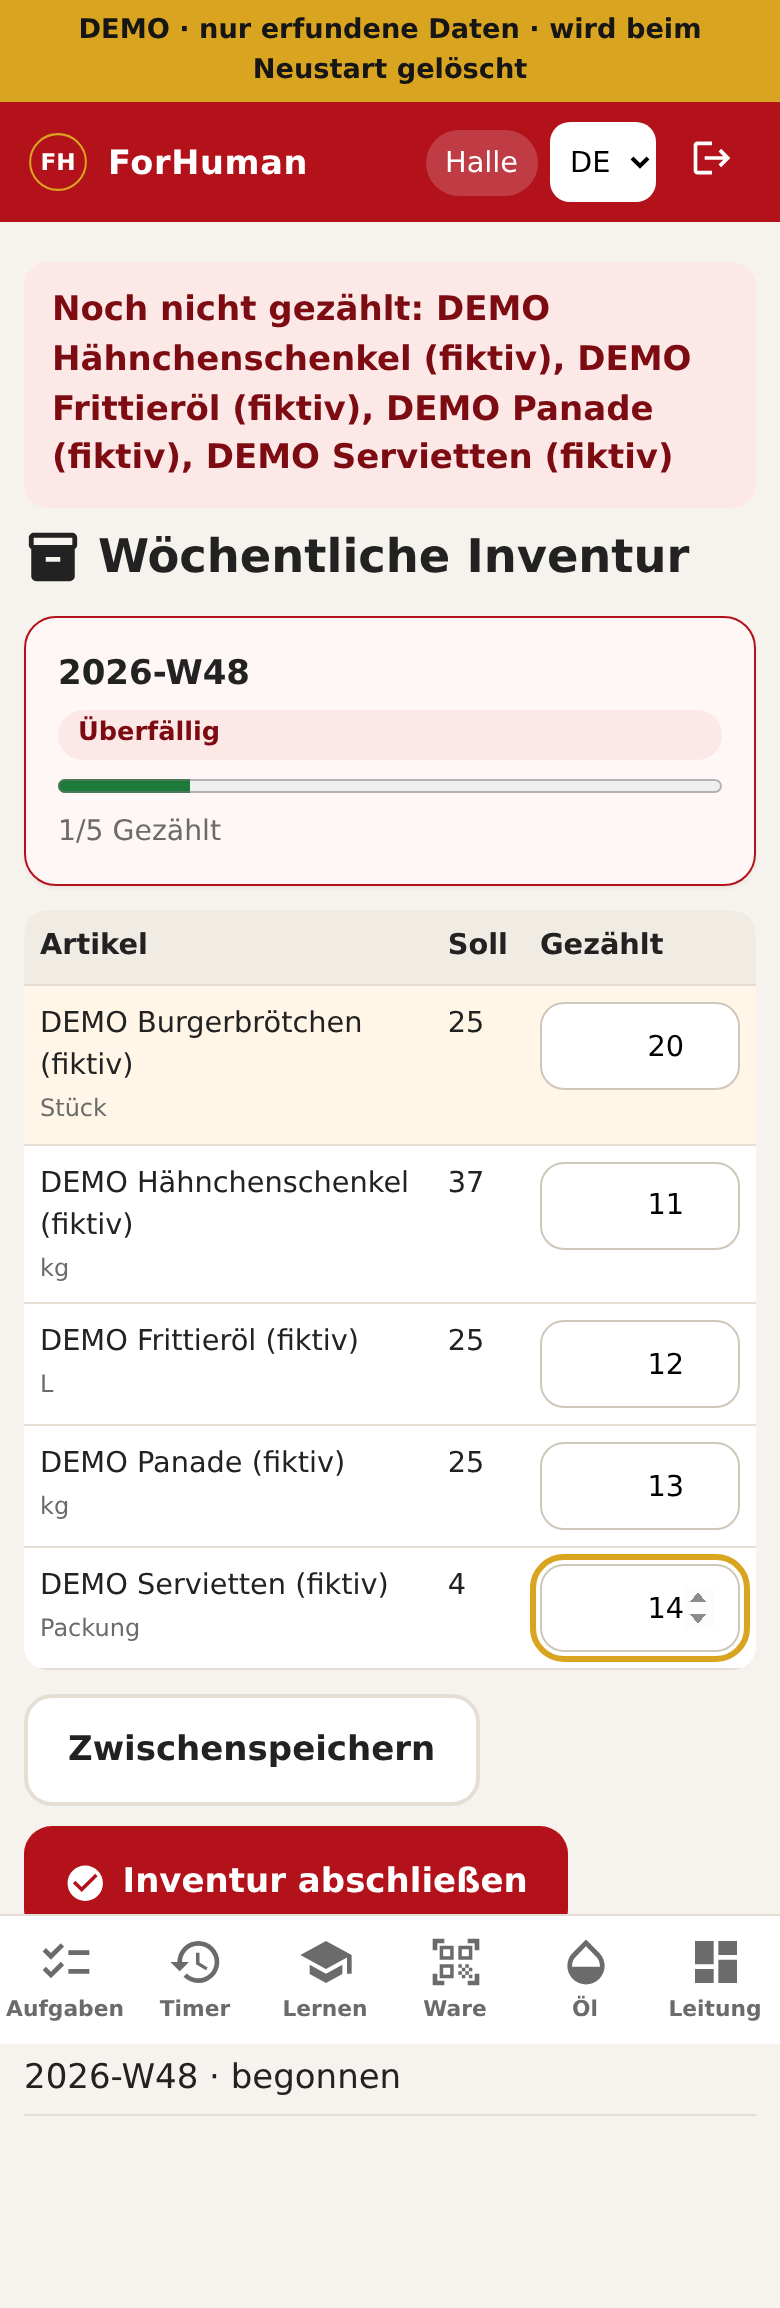 DEMO · nur erfundene Daten · wird beim
Neustart gelöscht
FH ForHuman Halle DE
Noch nicht gezählt: DEMO
Hähnchenschenkel (fiktiv), DEMO
Frittieröl (fiktiv), DEMO Panade
(fiktiv), DEMO Servietten (fiktiv)
Wöchentliche Inventur
2026-W48
Überfällig
1/5 Gezählt
Artikel Soll Gezählt
DEMO Burgerbrötchen 25 20
(fiktiv)
Stück
DEMO Hähnchenschenkel 37 11
(fiktiv)
kg
DEMO Frittieröl (fiktiv) 25 12
L
DEMO Panade (fiktiv) 25 13
kg
DEMO Servietten (fiktiv) 4 14
Packung
Zwischenspeichern
Inventur abschließen
Aufgaben Timer Lernen Ware Öl Leitung
2026-W48 · begonnen